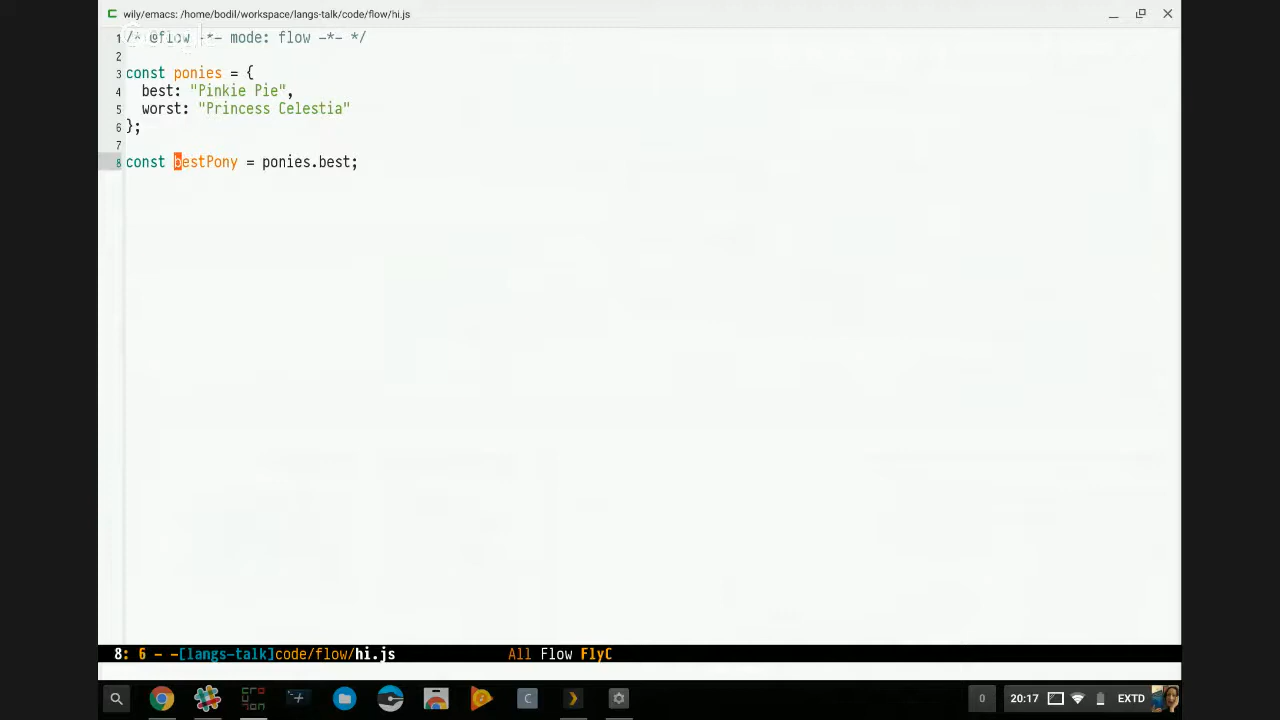 wily/emacs: /home/bodil/workspace/langs-talk/code/flow/hi.js
1 /* @flow -*- mode: flow -*- */
2
3 const ponies = {
4   best: "Pinkie Pie",
5   worst: "Princess Celestia"
6 };
7
8 const bestPony = ponies.best;
8: 6 - -[langs-talk]code/flow/hi.js All Flow FlyC
0 20:17 EXTD